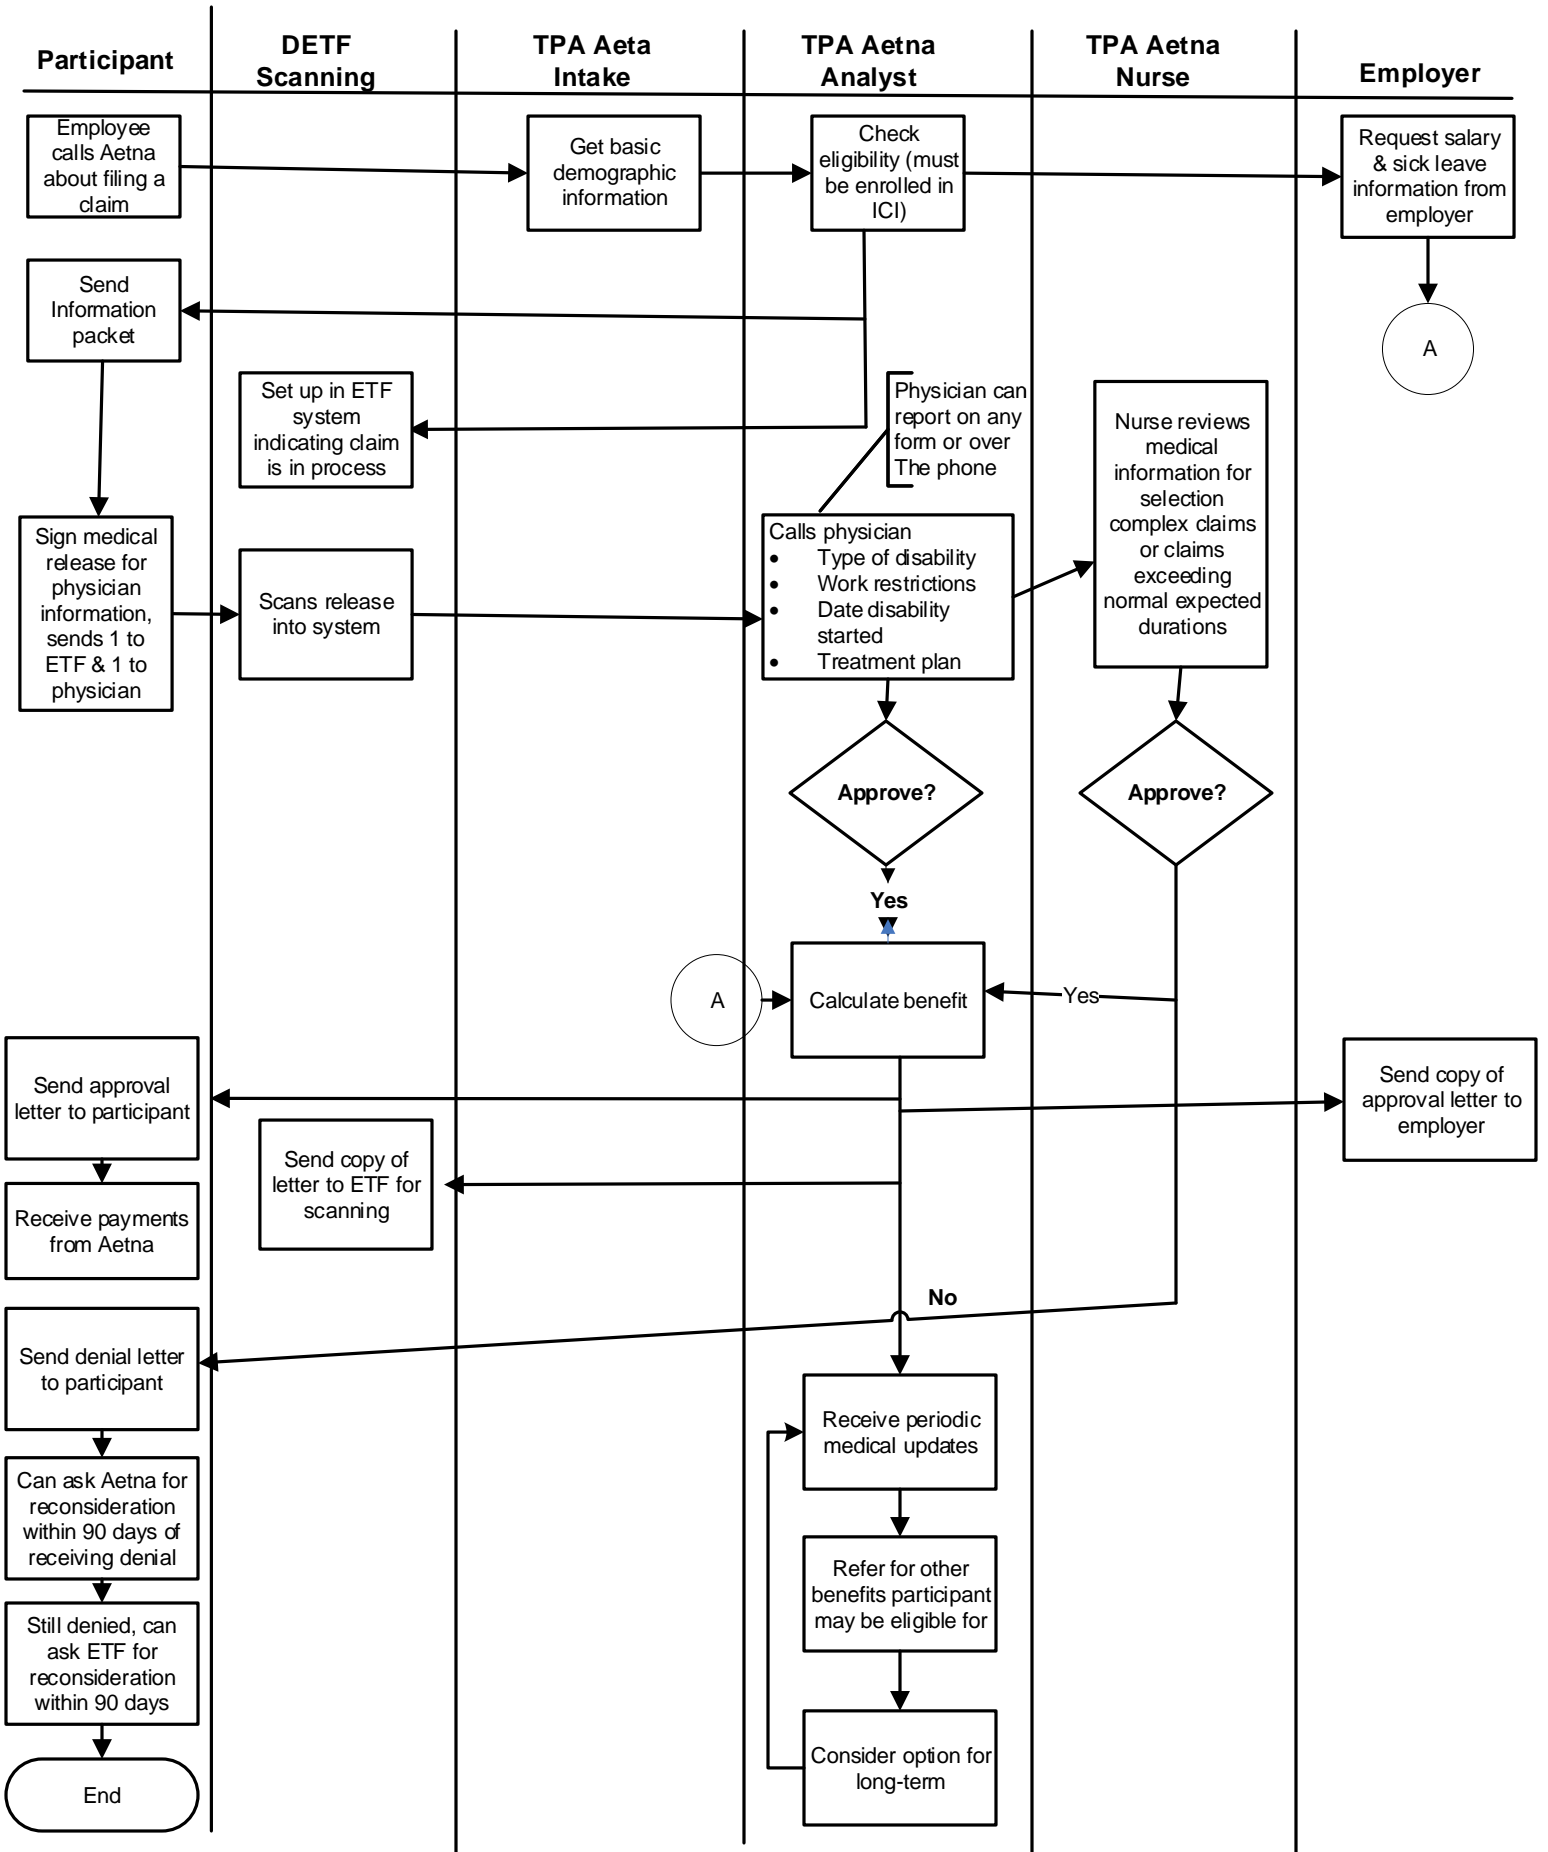 Participant
DETF
Scanning
TPA Aeta
Intake
TPA Aetna
Analyst
TPA Aetna
Nurse
Employer
Employee
calls Aetna
about filing a
claim
Get basic
demographic
information
Check
eligibility (must
be enrolled in
ICI)
Request salary
& sick leave
information from
employer
Send
Information
packet
A
Set up in ETF
system
indicating claim
is in process
Physician can
report on any
form or over
The phone
Nurse reviews
medical
information for
selection
complex claims
or claims
exceeding
normal expected
durations
Sign medical
release for
physician
information,
sends 1 to
ETF & 1 to
physician
Scans release
into system
Calls physician
• Type of disability
• Work restrictions
• Date disability
started
• Treatment plan
Approve?
Approve?
Yes
A
Calculate benefit
Yes
Send approval
letter to participant
Send copy of
approval letter to
employer
Send copy of
letter to ETF for
scanning
Receive payments
from Aetna
No
Send denial letter
to participant
Receive periodic
medical updates
Can ask Aetna for
reconsideration
within 90 days of
receiving denial
Refer for other
benefits participant
may be eligible for
Still denied, can
ask ETF for
reconsideration
within 90 days
Consider option for
long-term
End